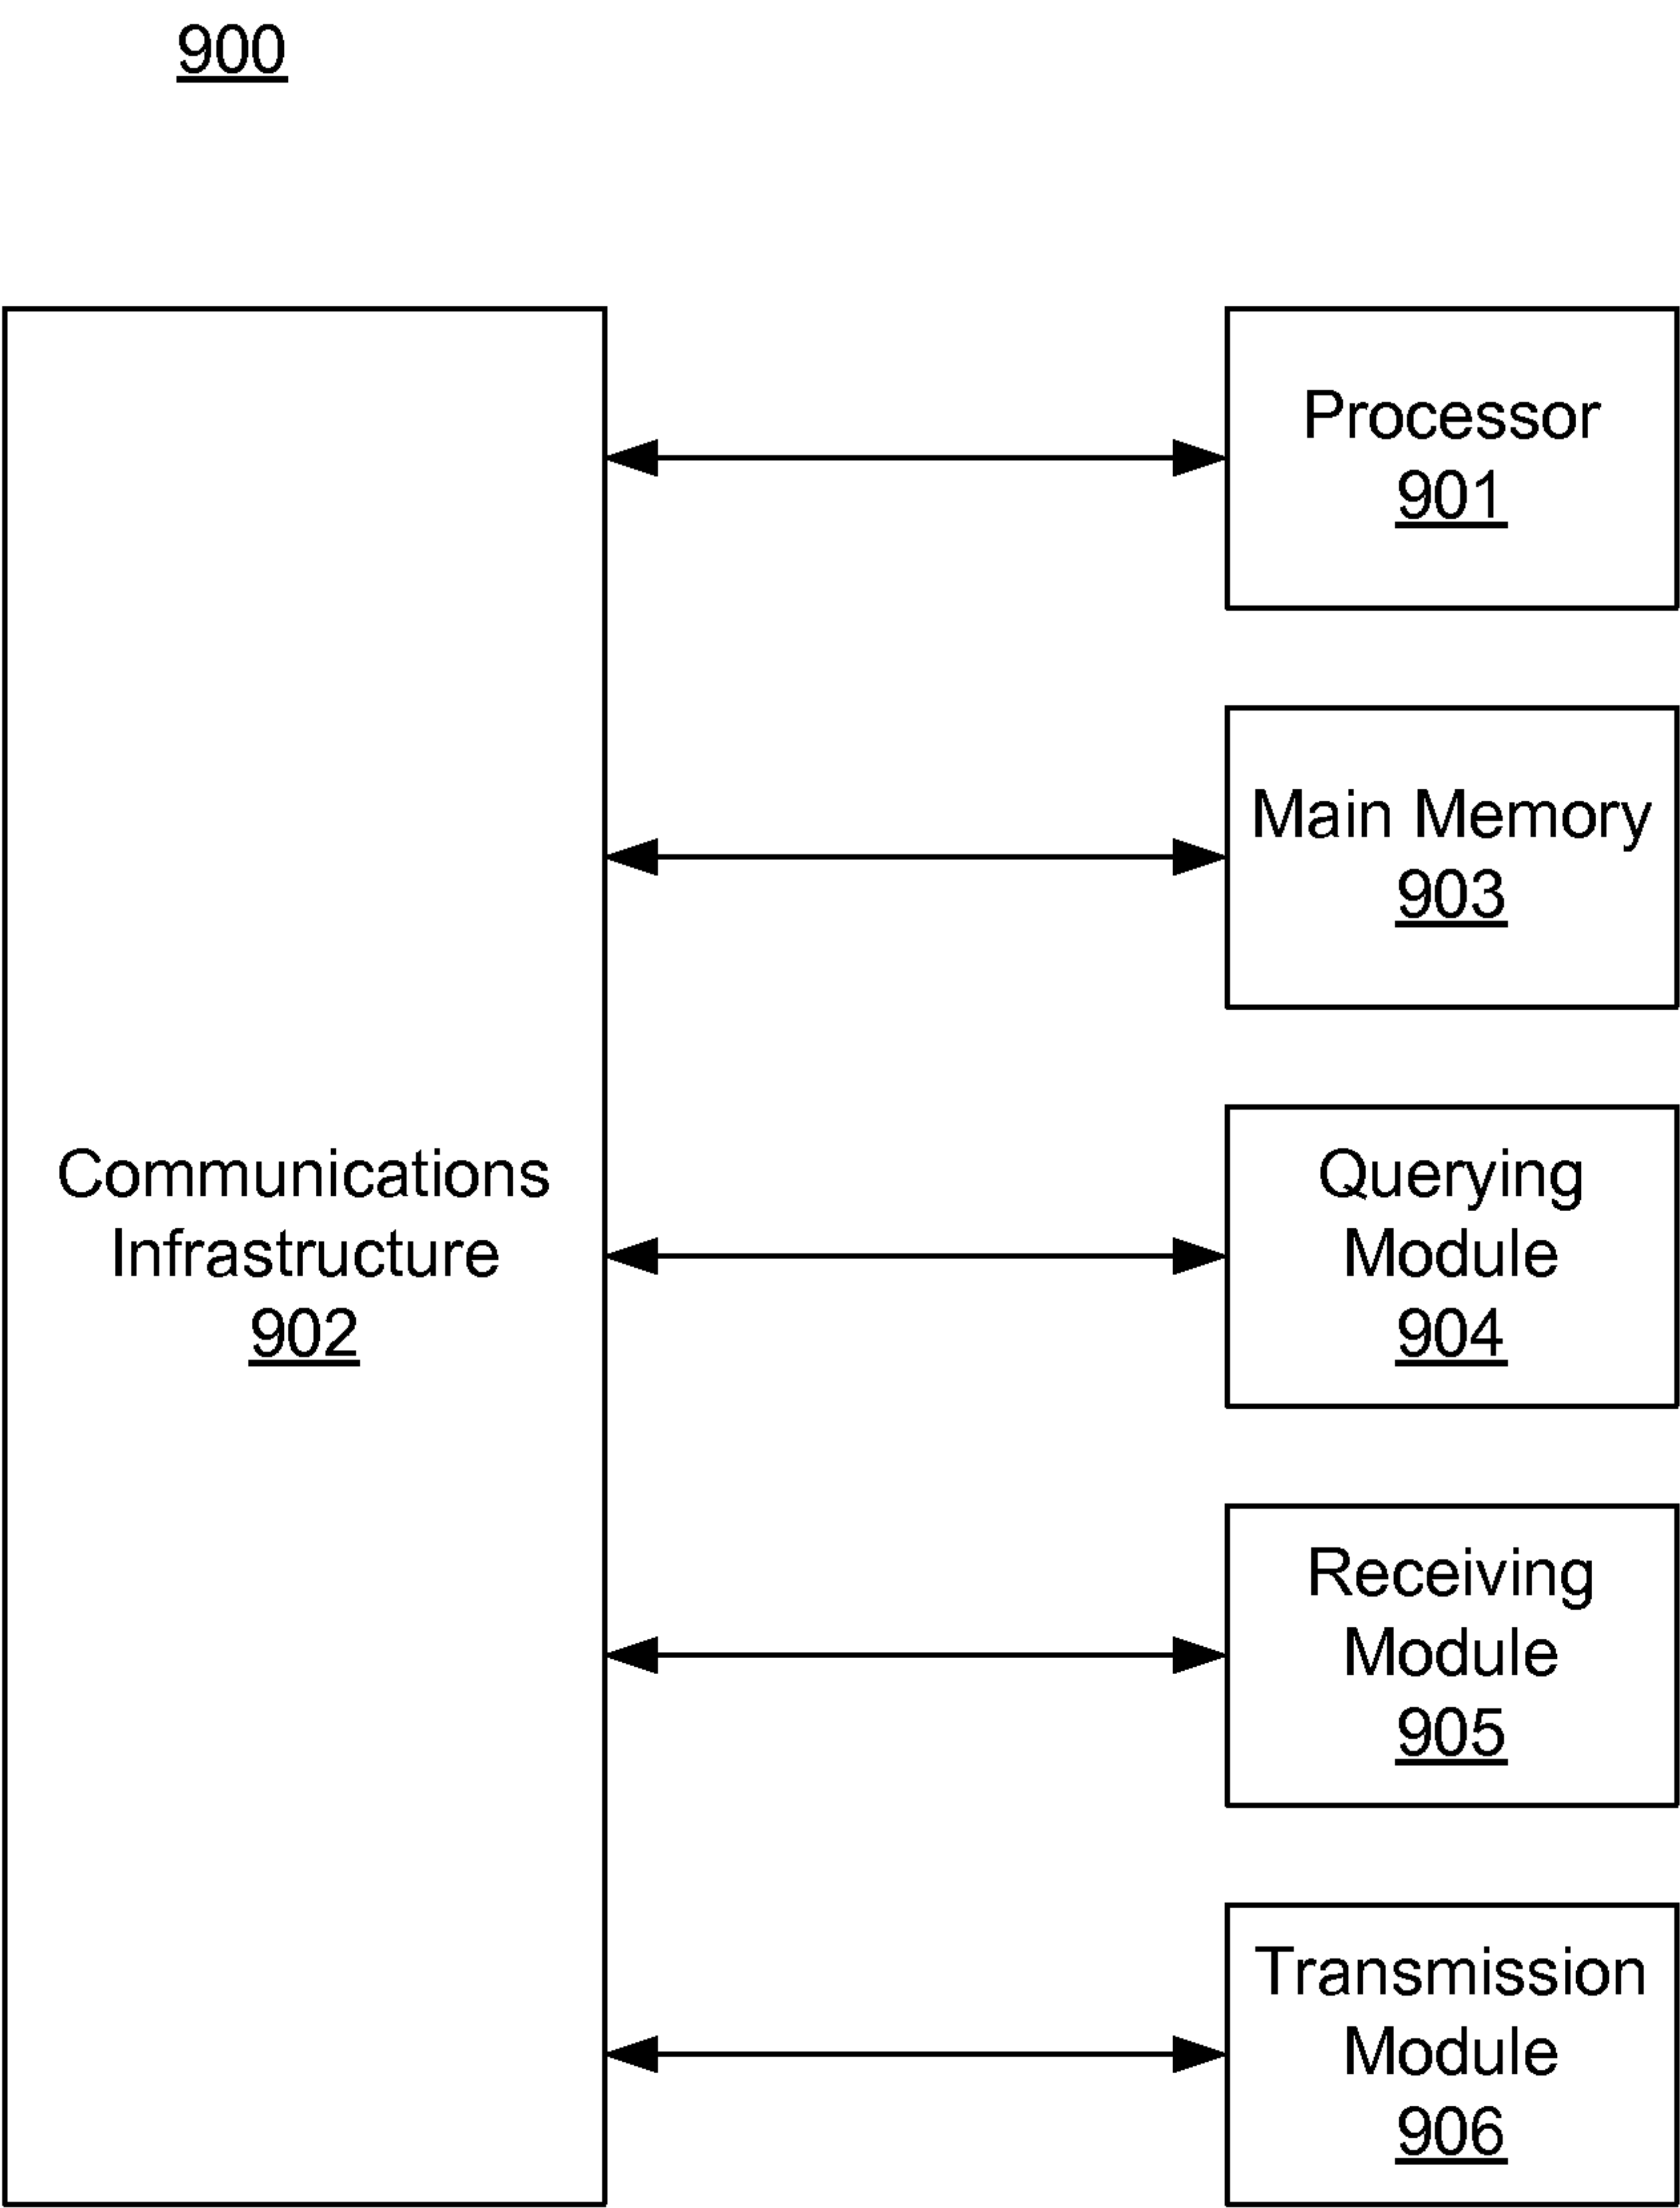 900
Communications
Infrastructure
902
Processor
901
Main Memory
903
Querying
Module
904
Receiving
Module
905
Transmission
Module
906